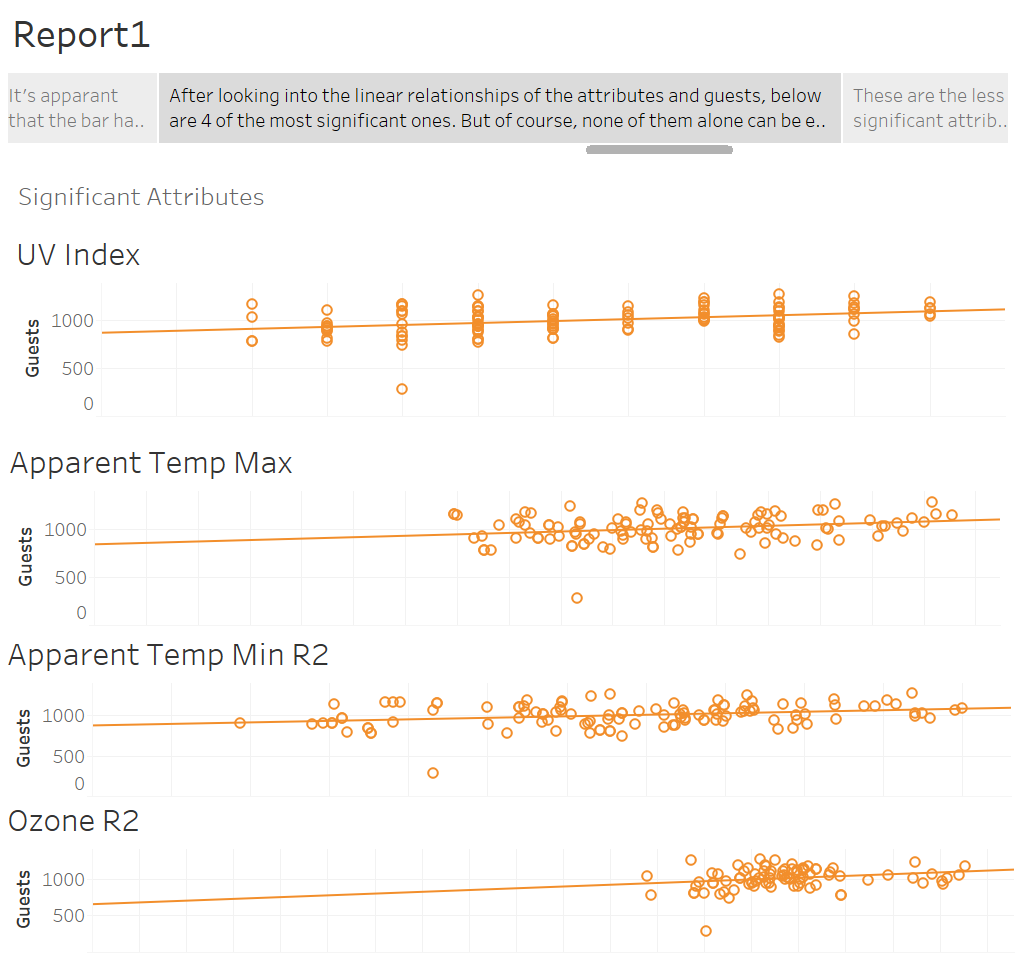 Report1
It's apparant
that the bar ha..
After looking into the linear relationships of the attributes and guests, below
are 4 of the most significant ones. But of course, none of them alone can be e..
These are the less
significant attrib..
Significant Attributes
UV Index
Guests
1000
500
0
Apparent Temp Max
Guests
1000
500
0
Apparent Temp Min R2
Guests
1000
500
0
Ozone R2
Guests
1000
500